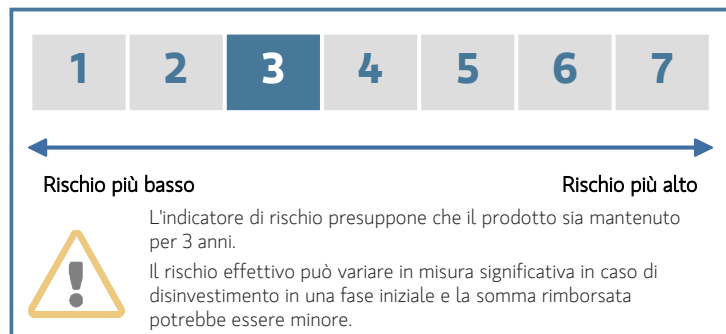 1 2 3 4 5 6 7
Rischio più basso Rischio più alto
L'indicatore di rischio presuppone che il prodotto sia mantenuto
per 3 anni.
Il rischio effettivo può variare in misura significativa in caso di
disinvestimento in una fase iniziale e la somma rimborsata
potrebbe essere minore.